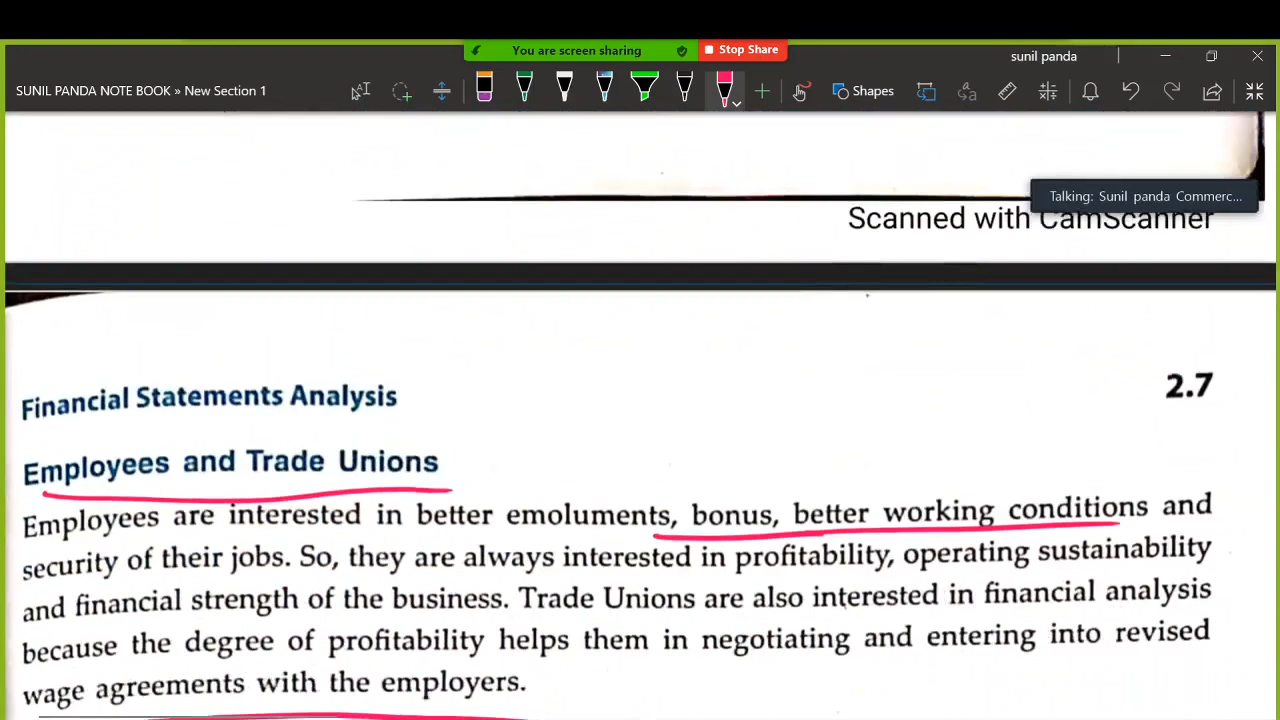 You are screen sharing
Stop Share
sunil panda
SUNIL PANDA NOTE BOOK » New Section 1
Shapes
Talking: Sunil panda Commerc...
Scanned with CamScanner
Financial Statements Analysis
2.7
Employees and Trade Unions
Employees are interested in better emoluments, bonus, better working conditions and
security of their jobs. So, they are always interested in profitability, operating sustainability
and financial strength of the business. Trade Unions are also interested in financial analysis
because the degree of profitability helps them in negotiating and entering into revised
wage agreements with the employers.